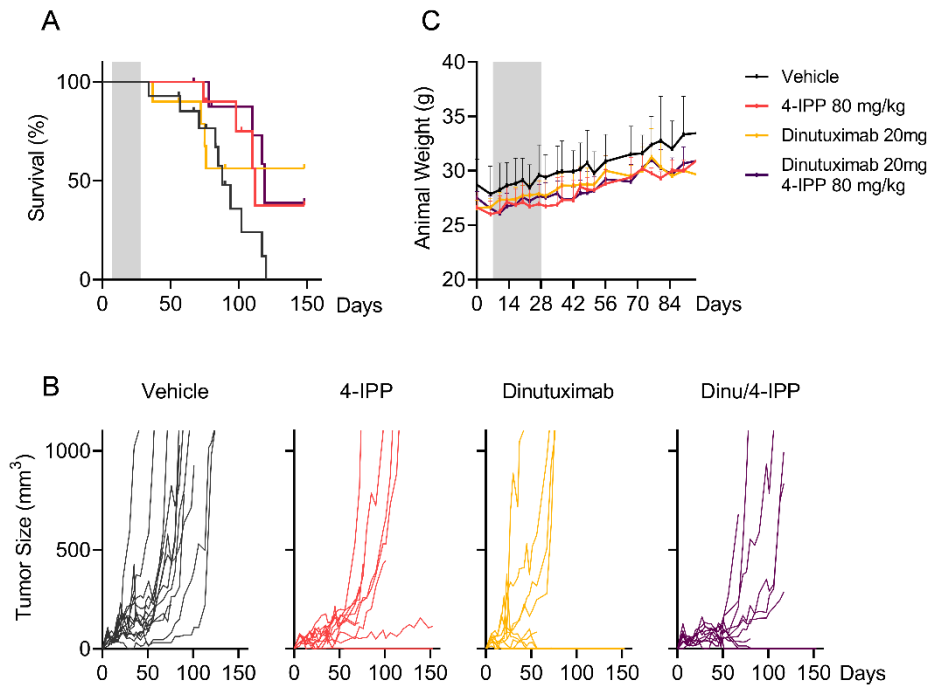 A
Survival (%)
100
50
0
0
50
100
150
Days
C
Animal Weight (g)
40
35
30
25
20
0
14
28
42
56
70
84
Days
Vehicle
4-IPP 80 mg/kg
Dinutuximab 20mg
Dinutuximab 20mg
4-IPP 80 mg/kg
B
Tumor Size (mm³)
Vehicle
1000
500
0
0
50
100
150
4-IPP
0
50
100
150
Dinutuximab
0
50
100
150
Dinu/4-IPP
0
50
100
150
Days